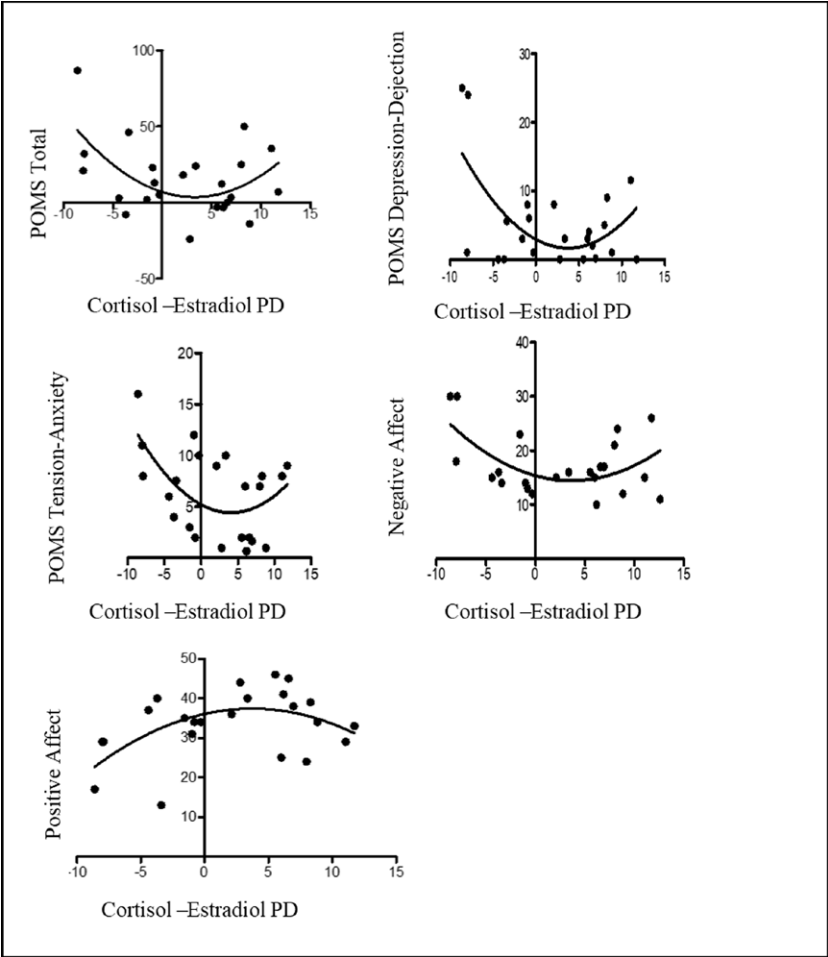 POMS Total
100
50
-50
-10 -5 5 10 15
Cortisol –Estradiol PD
POMS Depression-Dejection
30
20
10
-10 -5 0 5 10 15
Cortisol –Estradiol PD
POMS Tension-Anxiety
20
15
10
5
-10 -5 0 5 10 15
Cortisol –Estradiol PD
Negative Affect
40
30
20
10
-10 -5 0 5 10 15
Cortisol –Estradiol PD
Positive Affect
50
40
30
20
10
-10 -5 0 5 10 15
Cortisol –Estradiol PD